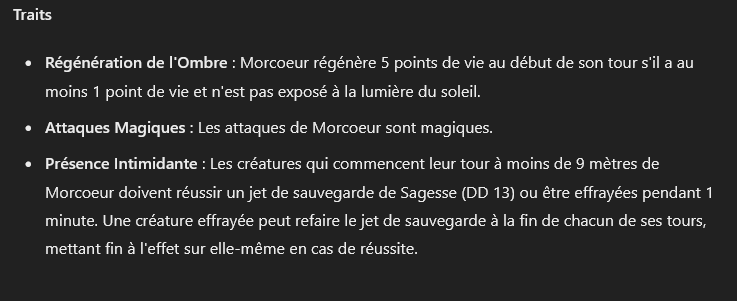 Traits
• Régénération de l'Ombre : Morcoeur régénère 5 points de vie au début de son tour s'il a au
moins 1 point de vie et n'est pas exposé à la lumière du soleil.
• Attaques Magiques : Les attaques de Morcoeur sont magiques.
• Présence Intimidante : Les créatures qui commencent leur tour à moins de 9 mètres de
Morcoeur doivent réussir un jet de sauvegarde de Sagesse (DD 13) ou être effrayées pendant 1
minute. Une créature effrayée peut refaire le jet de sauvegarde à la fin de chacun de ses tours,
mettant fin à l'effet sur elle-même en cas de réussite.